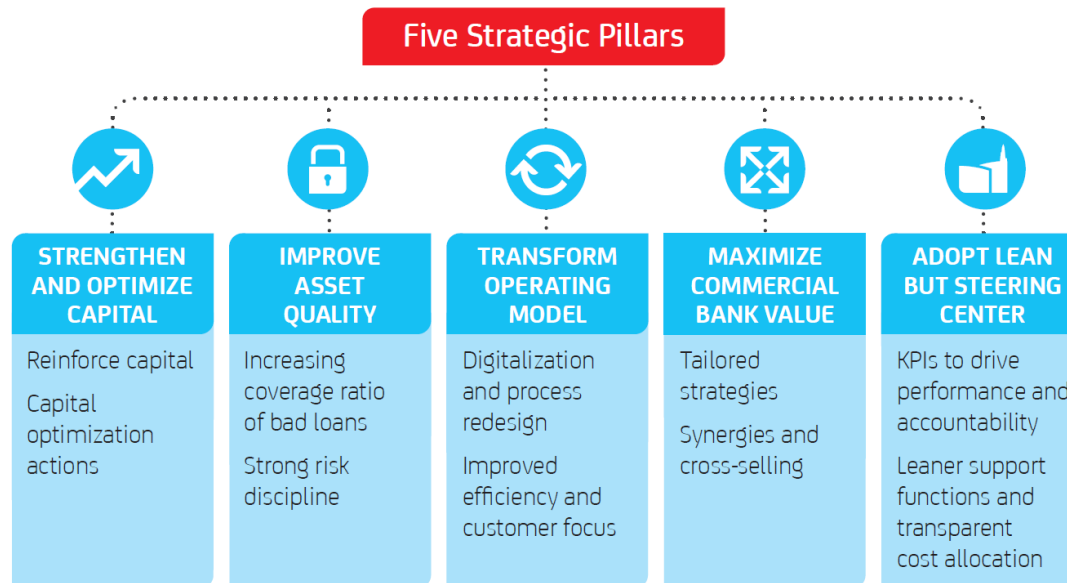 Five Strategic Pillars
STRENGTHEN
AND OPTIMIZE
CAPITAL
Reinforce capital
Capital
optimization
actions
IMPROVE
ASSET
QUALITY
Increasing
coverage ratio
of bad loans
Strong risk
discipline
TRANSFORM
OPERATING
MODEL
Digitalization
and process
redesign
Improved
efficiency and
customer focus
MAXIMIZE
COMMERCIAL
BANK VALUE
Tailored
strategies
Synergies and
cross-selling
ADOPT LEAN
BUT STEERING
CENTER
KPIs to drive
performance and
accountability
Leaner support
functions and
transparent
cost allocation